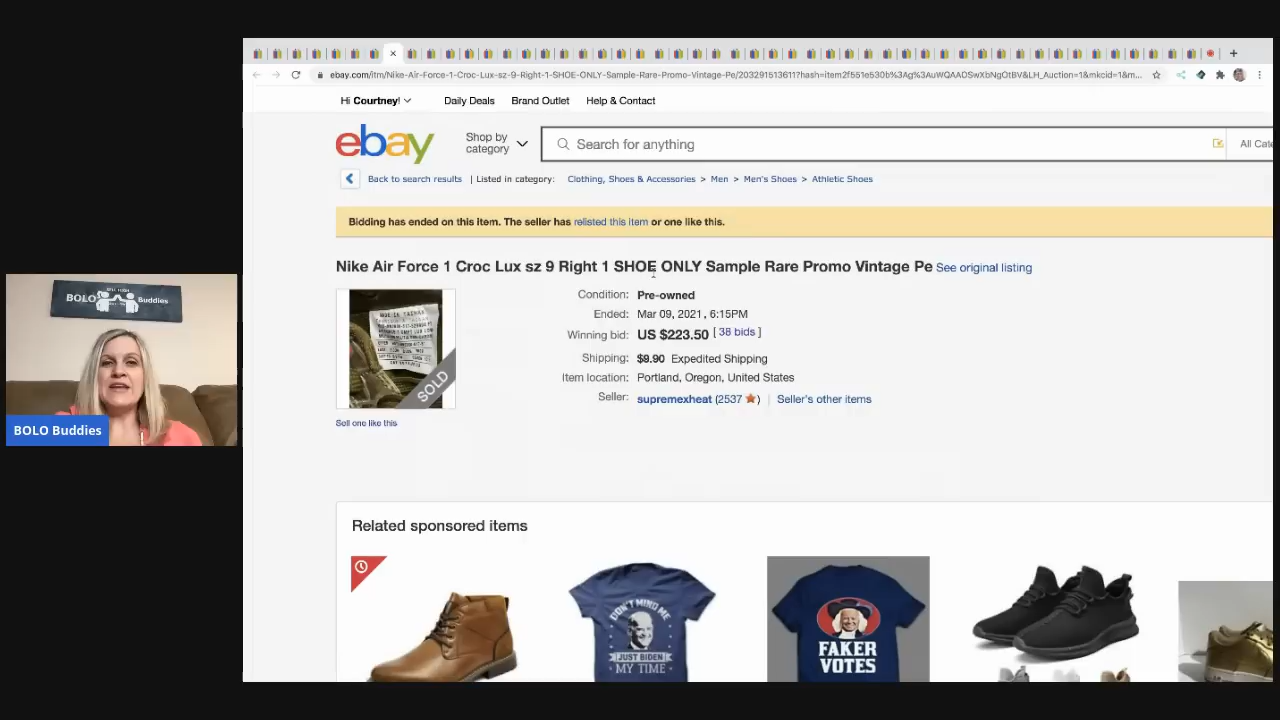 ebay.com/itm/Nike-Air-Force-1-Croc-Lux-sz-9-Right-1-SHOE-ONLY-Sample-Rare-Promo-Vintage-Pe/203291513611?hash=item2f551e530b%3Ag%3AuWQAAOSwXbNgOtBV&LH_Auction=1&mkcid=1&m...
Hi Courtney!
Daily Deals
Brand Outlet
Help & Contact
ebay
Shop by
category
Search for anything
All Cate
Back to search results | Listed in category: Clothing, Shoes & Accessories > Men > Men's Shoes > Athletic Shoes
Bidding has ended on this item. The seller has relisted this item or one like this.
Nike Air Force 1 Croc Lux sz 9 Right 1 SHOE ONLY Sample Rare Promo Vintage Pe See original listing
Condition: Pre-owned
Ended: Mar 09, 2021 , 6:15PM
Winning bid: US $223.50 [ 38 bids ]
Shipping: $9.90 Expedited Shipping
Item location: Portland, Oregon, United States
Seller: supremexheat (2537 ) | Seller's other items
SOLD
Sell one like this
BOLO Buddies
BOLO Buddies
Related sponsored items
DON'T MIND ME
JUST BIDEN
MY TIME
FAKER
VOTES